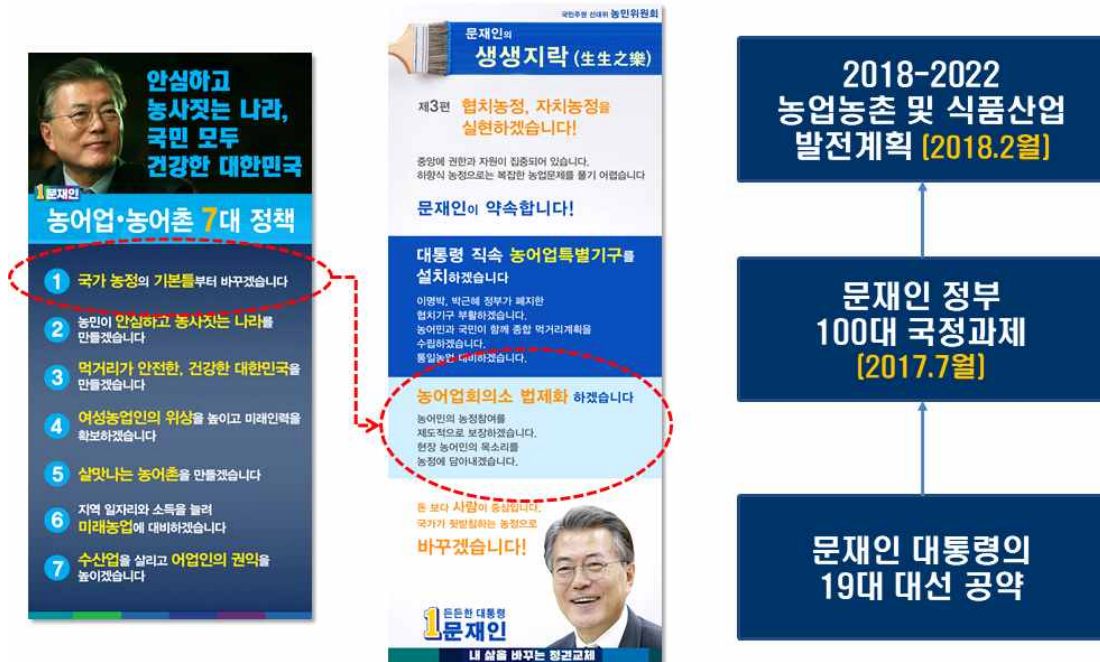 안심하고
농사짓는 나라,
국민 모두
건강한 대한민국
1문재인
농어업·농어촌 7대 정책
1 국가 농정의 기본틀부터 바꾸겠습니다
2 농민이 안심하고 농사짓는 나라를
만들겠습니다
3 먹거리가 안전한, 건강한 대한민국을
만들겠습니다
4 여성농업인의 위상을 높이고 미래인력을
확보하겠습니다
5 살맛나는 농어촌을 만들겠습니다
6 지역 일자리와 소득을 늘려
미래농업에 대비하겠습니다
7 수산업을 살리고 어업인의 권익을
높이겠습니다
국민주권 선대위 농민위원회
문재인의
생생지락 (生生之樂)
제3편 협치농정, 자치농정을
실현하겠습니다!
중앙에 권한과 자원이 집중되어 있습니다.
하향식 농정으로는 복잡한 농업문제를 풀기 어렵습니다
문재인이 약속합니다!
대통령 직속 농어업특별기구를
설치하겠습니다
이명박, 박근혜 정부가 폐지한
협치기구 부활하겠습니다.
농어민과 국민이 함께 종합 먹거리계획을
수립하겠습니다.
통일농업 대비하겠습니다.
농어업회의소 법제화 하겠습니다
농어민의 농정참여를
제도적으로 보장하겠습니다.
현장 농어민의 목소리를
농정에 담아내겠습니다.
돈 보다 사람이 중심입니다.
국가가 뒷받침하는 농정으로
바꾸겠습니다!
든든한 대통령
1문재인
내 삶을 바꾸는 정권교체
2018-2022
농업농촌 및 식품산업
발전계획 [2018.2월]
문재인 정부
100대 국정과제
[2017.7월]
문재인 대통령의
19대 대선 공약